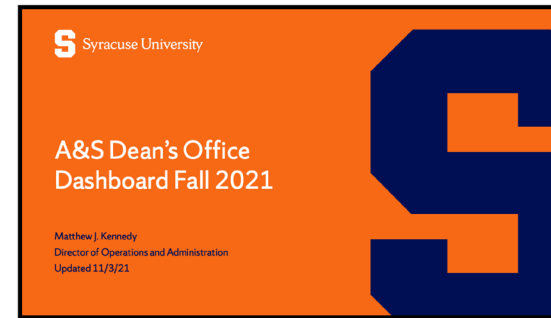 S Syracuse University
A&S Dean's Office
Dashboard Fall 2021
Matthew J. Kennedy
Director of Operations and Administration
Updated 11/3/21